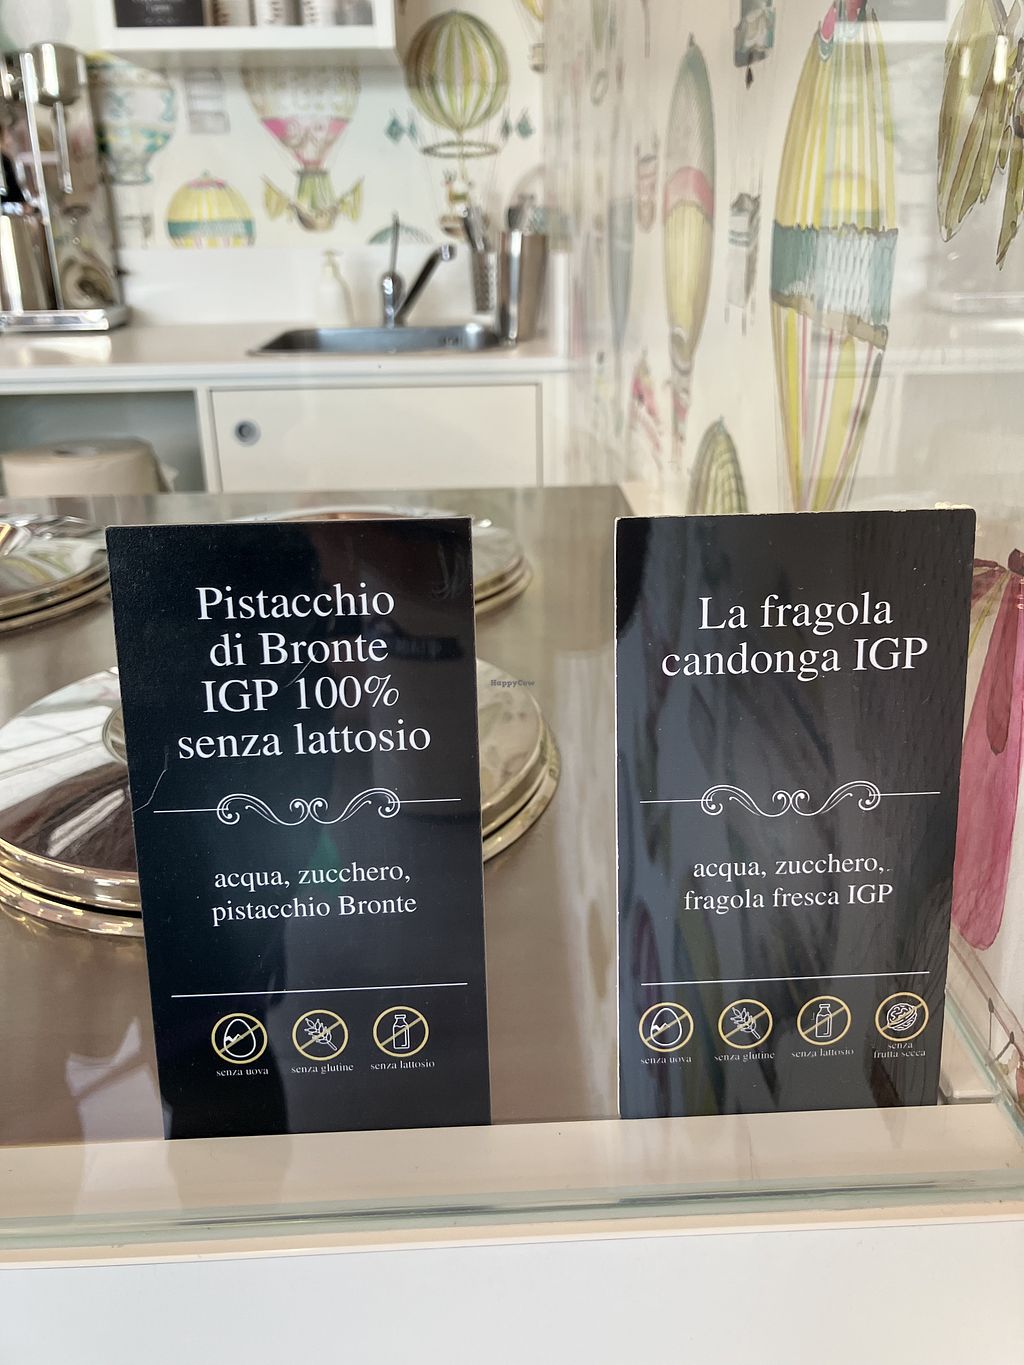 Pistacchio
di Bronte
IGP 100%
senza lattosio
acqua, zucchero,
pistacchio Bronte
senza uova
senza glutine
senza lattosio
La fragola
candonga IGP
acqua, zucchero,
fragola fresca IGP
senza uova
senza glutine
senza lattosio
senza
frutta secca
HappyCow